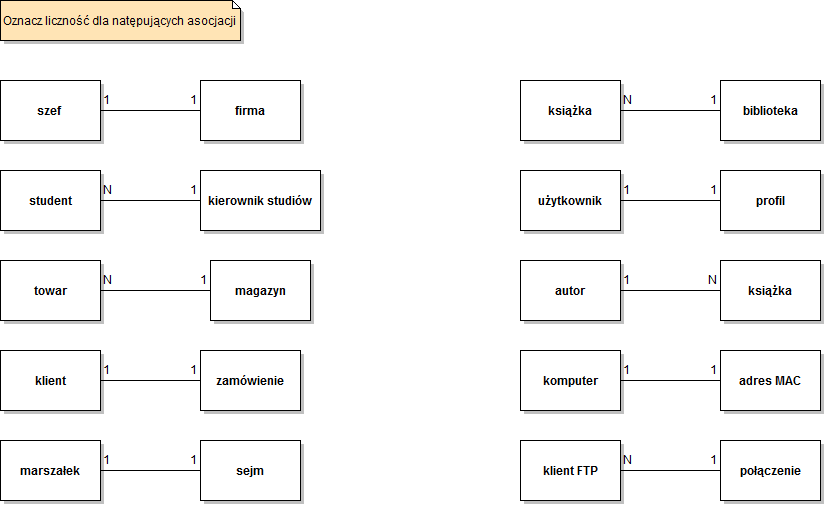 Oznacz liczność dla natępujących asocjacji
szef 1 1 firma
student N 1 kierownik studiów
towar N 1 magazyn
klient 1 1 zamówienie
marszałek 1 1 sejm
książka N 1 biblioteka
użytkownik 1 1 profil
autor 1 N książka
komputer 1 1 adres MAC
klient FTP N 1 połączenie